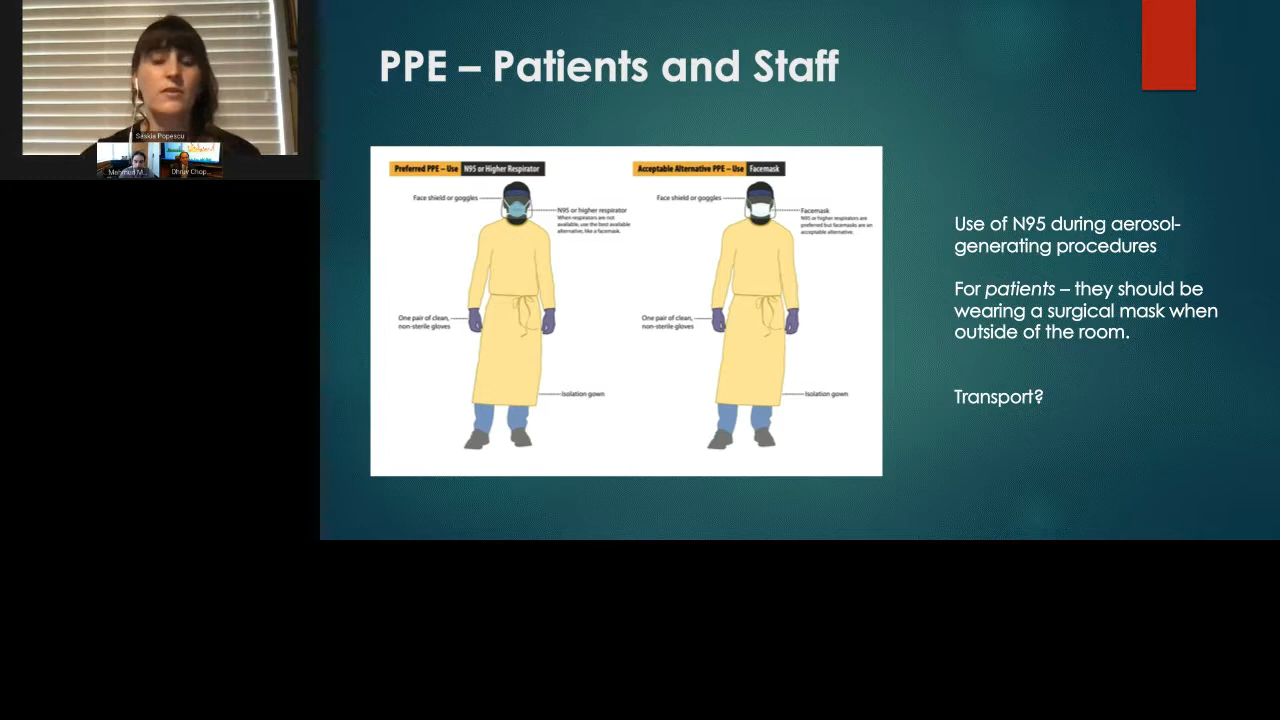 PPE – Patients and Staff
Saskia Popescu
Mehmud M...
Dhruv Chop...
Preferred PPE – Use N95 or Higher Respirator
Face shield or goggles
N95 or higher respirator
When respirators are not
available, use the best available
alternative, like a facemask.
One pair of clean,
non-sterile gloves
Isolation gown
Acceptable Alternative PPE – Use Facemask
Face shield or goggles
Facemask
N95 or higher respirators are
preferred but facemasks are an
acceptable alternative.
One pair of clean,
non-sterile gloves
Isolation gown
Use of N95 during aerosol-
generating procedures
For patients – they should be
wearing a surgical mask when
outside of the room.
Transport?